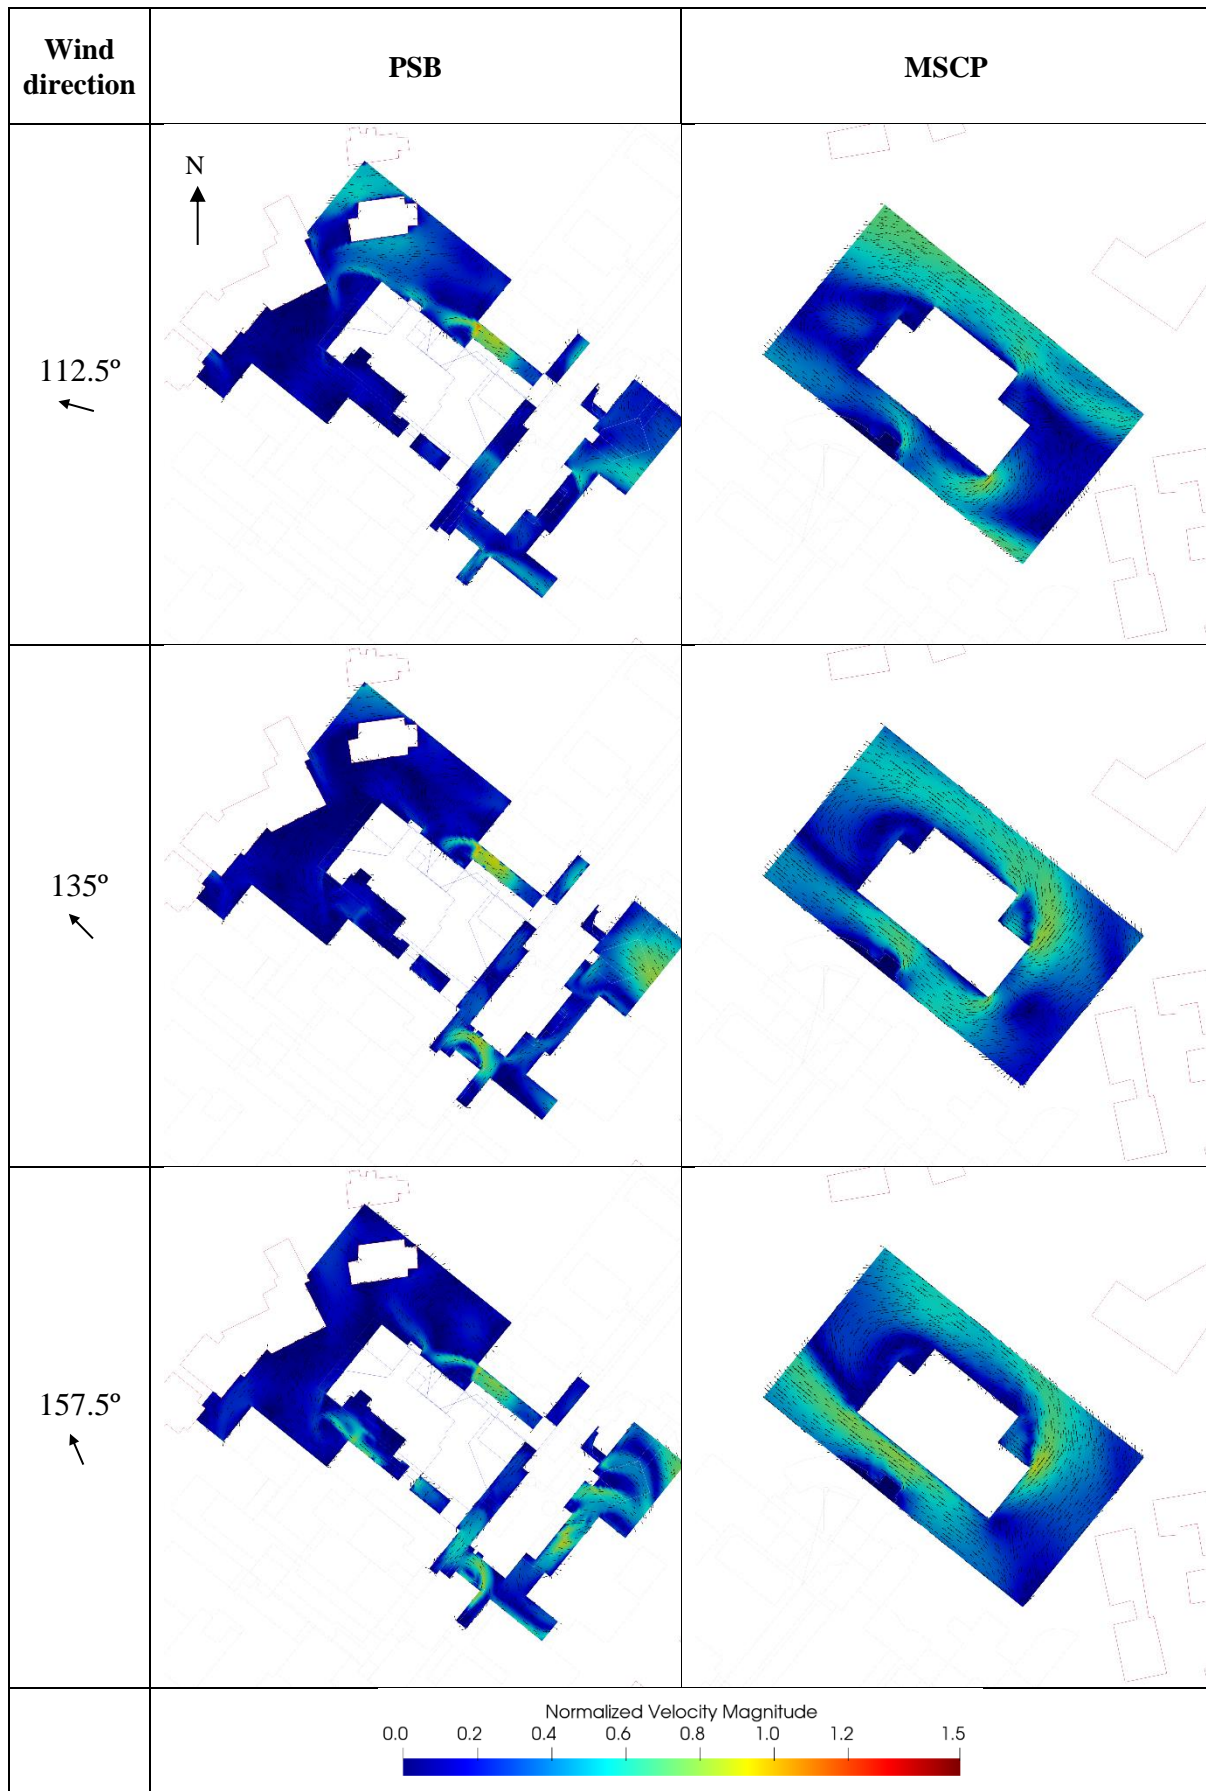 Wind
direction
PSB
MSCP
N
112.5º
135º
157.5º
Normalized Velocity Magnitude
0.0 0.2 0.4 0.6 0.8 1.0 1.2 1.5